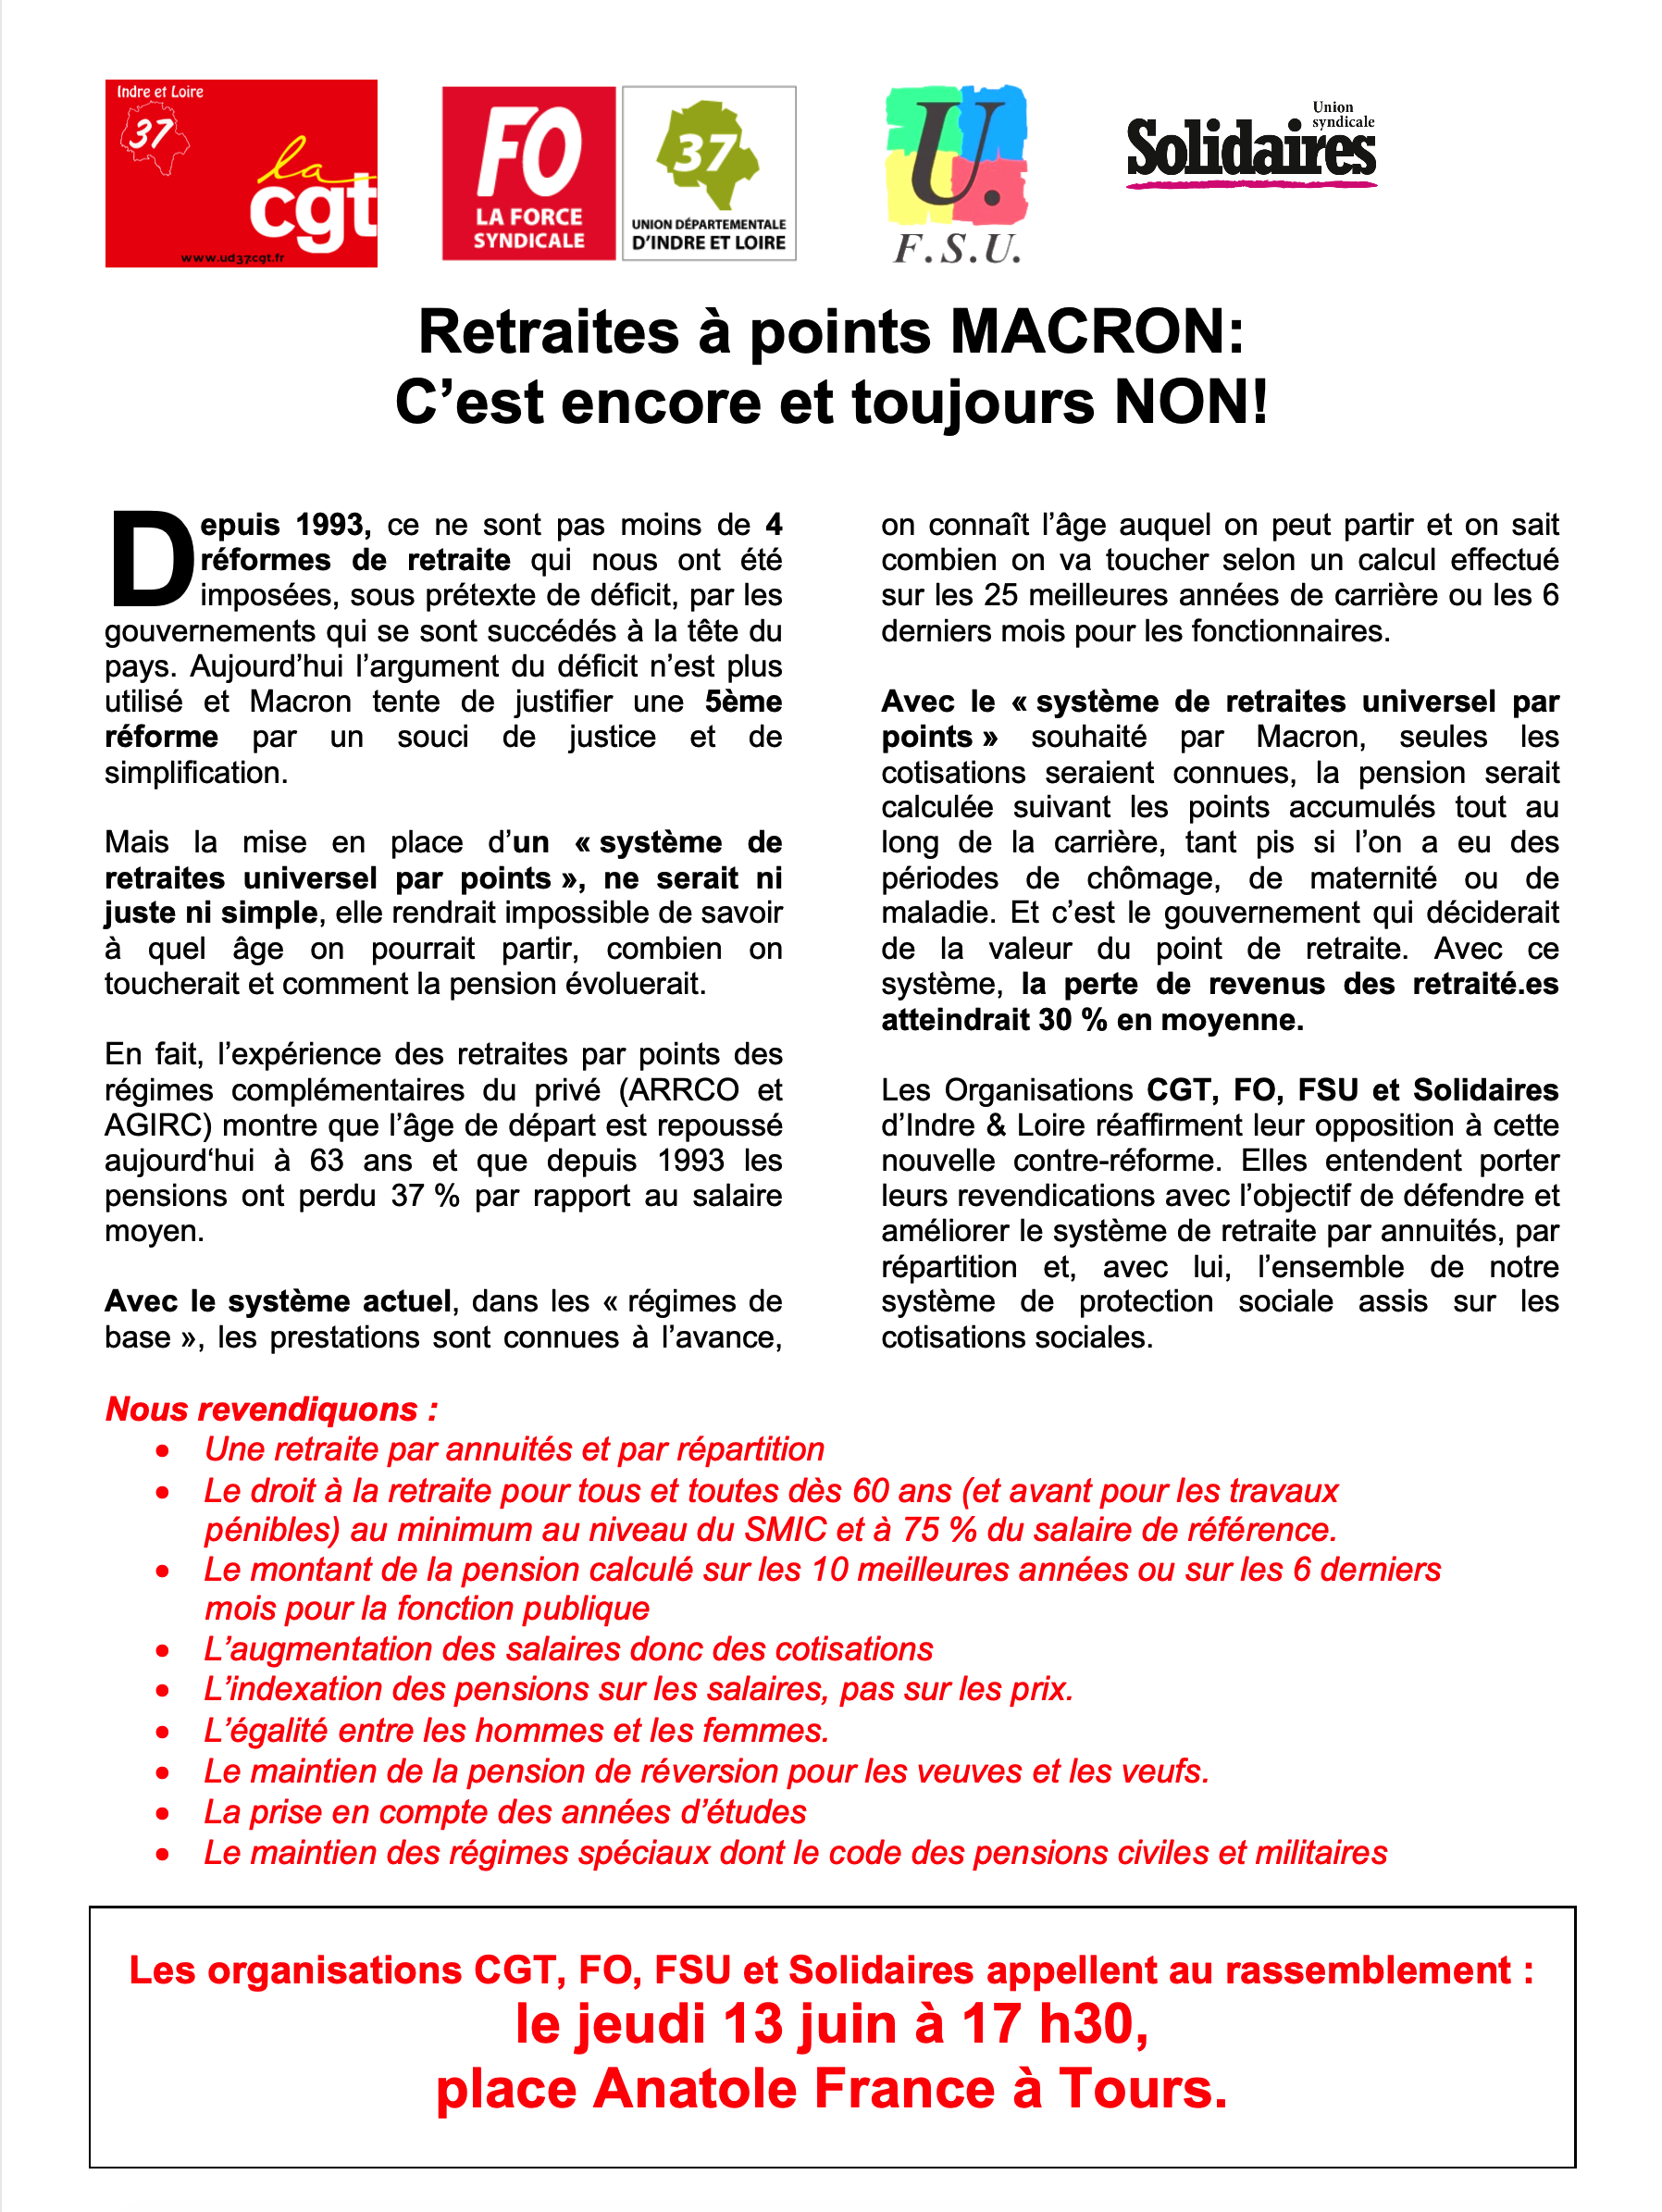 Indre et Loire
37
la
cgt
www.ud37.cgt.fr
FO
LA FORCE
SYNDICALE
37
UNION DÉPARTEMENTALE
D'INDRE ET LOIRE
U.
F.S.U.
Union
syndicale
Solidaires
Retraites à points MACRON:
C’est encore et toujours NON!
Depuis 1993, ce ne sont pas moins de 4
réformes de retraite qui nous ont été
imposées, sous prétexte de déficit, par les
gouvernements qui se sont succédés à la tête du
pays. Aujourd’hui l’argument du déficit n’est plus
utilisé et Macron tente de justifier une 5ème
réforme par un souci de justice et de
simplification.
Mais la mise en place d’un « système de
retraites universel par points », ne serait ni
juste ni simple, elle rendrait impossible de savoir
à quel âge on pourrait partir, combien on
toucherait et comment la pension évoluerait.
En fait, l’expérience des retraites par points des
régimes complémentaires du privé (ARRCO et
AGIRC) montre que l’âge de départ est repoussé
aujourd‘hui à 63 ans et que depuis 1993 les
pensions ont perdu 37 % par rapport au salaire
moyen.
Avec le système actuel, dans les « régimes de
base », les prestations sont connues à l’avance,
on connaît l’âge auquel on peut partir et on sait
combien on va toucher selon un calcul effectué
sur les 25 meilleures années de carrière ou les 6
derniers mois pour les fonctionnaires.
Avec le « système de retraites universel par
points » souhaité par Macron, seules les
cotisations seraient connues, la pension serait
calculée suivant les points accumulés tout au
long de la carrière, tant pis si l’on a eu des
périodes de chômage, de maternité ou de
maladie. Et c’est le gouvernement qui déciderait
de la valeur du point de retraite. Avec ce
système, la perte de revenus des retraité.es
atteindrait 30 % en moyenne.
Les Organisations CGT, FO, FSU et Solidaires
d’Indre & Loire réaffirment leur opposition à cette
nouvelle contre-réforme. Elles entendent porter
leurs revendications avec l’objectif de défendre et
améliorer le système de retraite par annuités, par
répartition et, avec lui, l’ensemble de notre
système de protection sociale assis sur les
cotisations sociales.
Nous revendiquons :
• Une retraite par annuités et par répartition
• Le droit à la retraite pour tous et toutes dès 60 ans (et avant pour les travaux
pénibles) au minimum au niveau du SMIC et à 75 % du salaire de référence.
• Le montant de la pension calculé sur les 10 meilleures années ou sur les 6 derniers
mois pour la fonction publique
• L’augmentation des salaires donc des cotisations
• L’indexation des pensions sur les salaires, pas sur les prix.
• L’égalité entre les hommes et les femmes.
• Le maintien de la pension de réversion pour les veuves et les veufs.
• La prise en compte des années d’études
• Le maintien des régimes spéciaux dont le code des pensions civiles et militaires
Les organisations CGT, FO, FSU et Solidaires appellent au rassemblement :
le jeudi 13 juin à 17 h30,
place Anatole France à Tours.